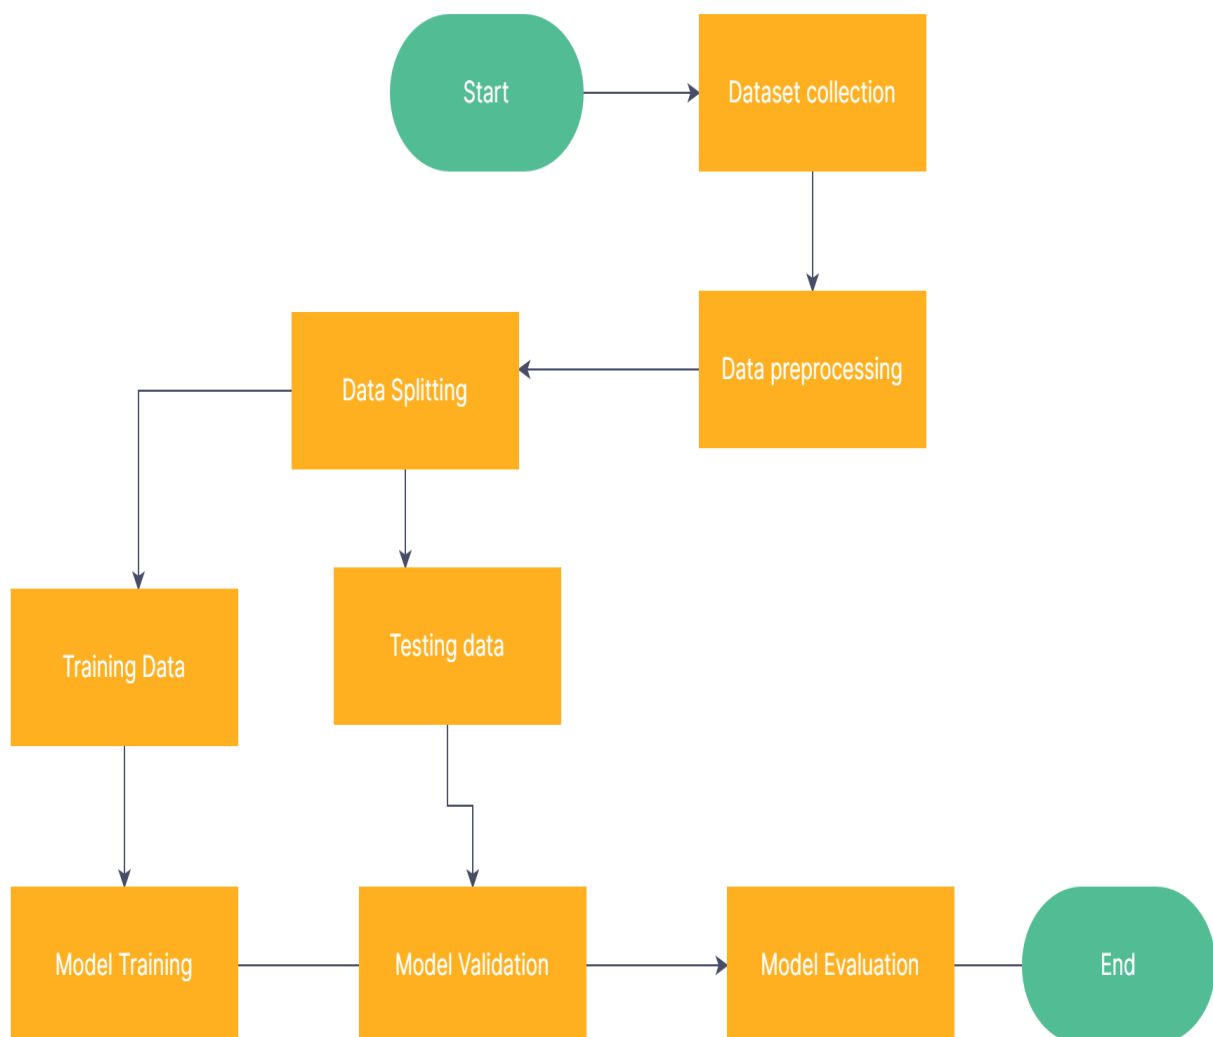 Start
Dataset collection
Data preprocessing
Data Splitting
Training Data
Testing data
Model Training
Model Validation
Model Evaluation
End